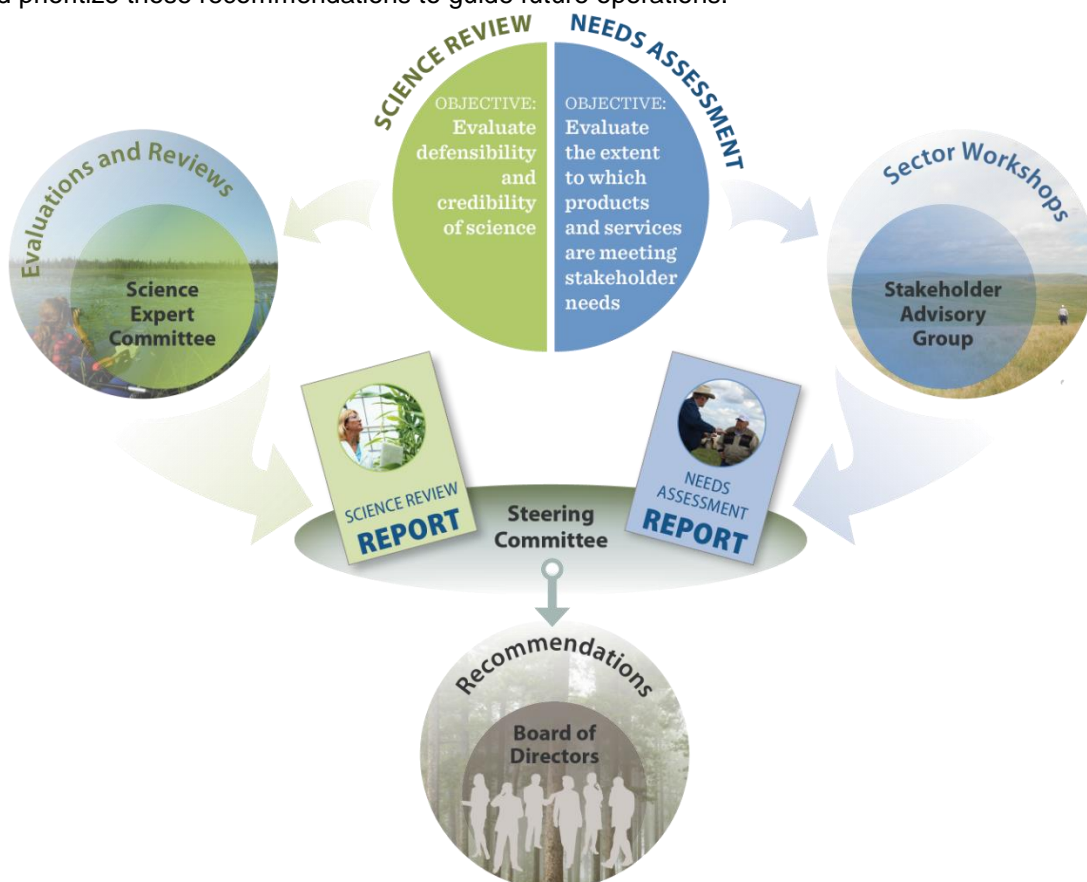 d prioritize those recommendations to guide future operations.
SCIENCE REVIEW
NEEDS ASSESSMENT
OBJECTIVE:
Evaluate
defensibility
and
credibility
of science
OBJECTIVE:
Evaluate
the extent
to which
products
and services
are meeting
stakeholder
needs
Evaluations and Reviews
Science
Expert
Committee
Sector Workshops
Stakeholder
Advisory
Group
SCIENCE REVIEW
REPORT
Steering
Committee
NEEDS
ASSESSMENT
REPORT
Recommendations
Board of
Directors